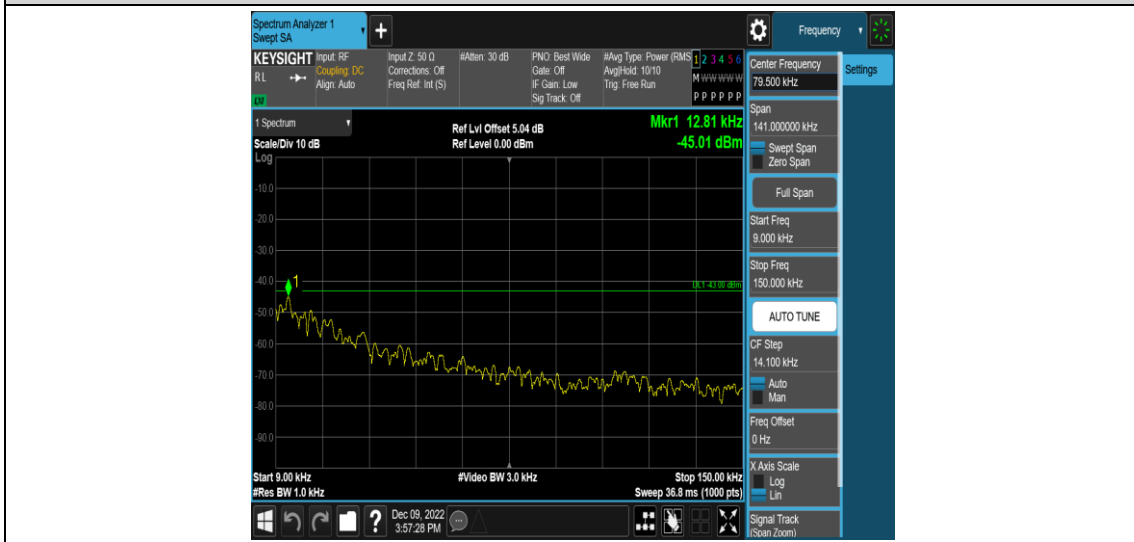 Spectrum Analyzer 1
Swept SA
+
Frequency
KEYSIGHT
RL
LXI
Input: RF
Coupling: DC
Align: Auto
Input Z: 50 Ω
Corrections: Off
Freq Ref: Int (S)
#Atten: 30 dB
PNO: Best Wide
Gate: Off
IF Gain: Low
Sig Track: Off
#Avg Type: Power (RMS
Avg|Hold: 10/10
Trig: Free Run
1 2 3 4 5 6
M W W W W W
P P P P P P
1 Spectrum
Scale/Div 10 dB
Log
Ref Lvl Offset 5.04 dB
Ref Level 0.00 dBm
Mkr1 12.81 kHz
-45.01 dBm
-10.0
-20.0
-30.0
-40.0
-50.0
-60.0
-70.0
-80.0
-90.0
1
DL1 -43.00 dBm
Start 9.00 kHz
#Res BW 1.0 kHz
#Video BW 3.0 kHz
Stop 150.00 kHz
Sweep 36.8 ms (1000 pts)
Center Frequency
79.500 kHz
Settings
Span
141.000000 kHz
Swept Span
Zero Span
Full Span
Start Freq
9.000 kHz
Stop Freq
150.000 kHz
AUTO TUNE
CF Step
14.100 kHz
Auto
Man
Freq Offset
0 Hz
X Axis Scale
Log
Lin
Signal Track
(Span Zoom)
?
Dec 09, 2022
3:57:28 PM